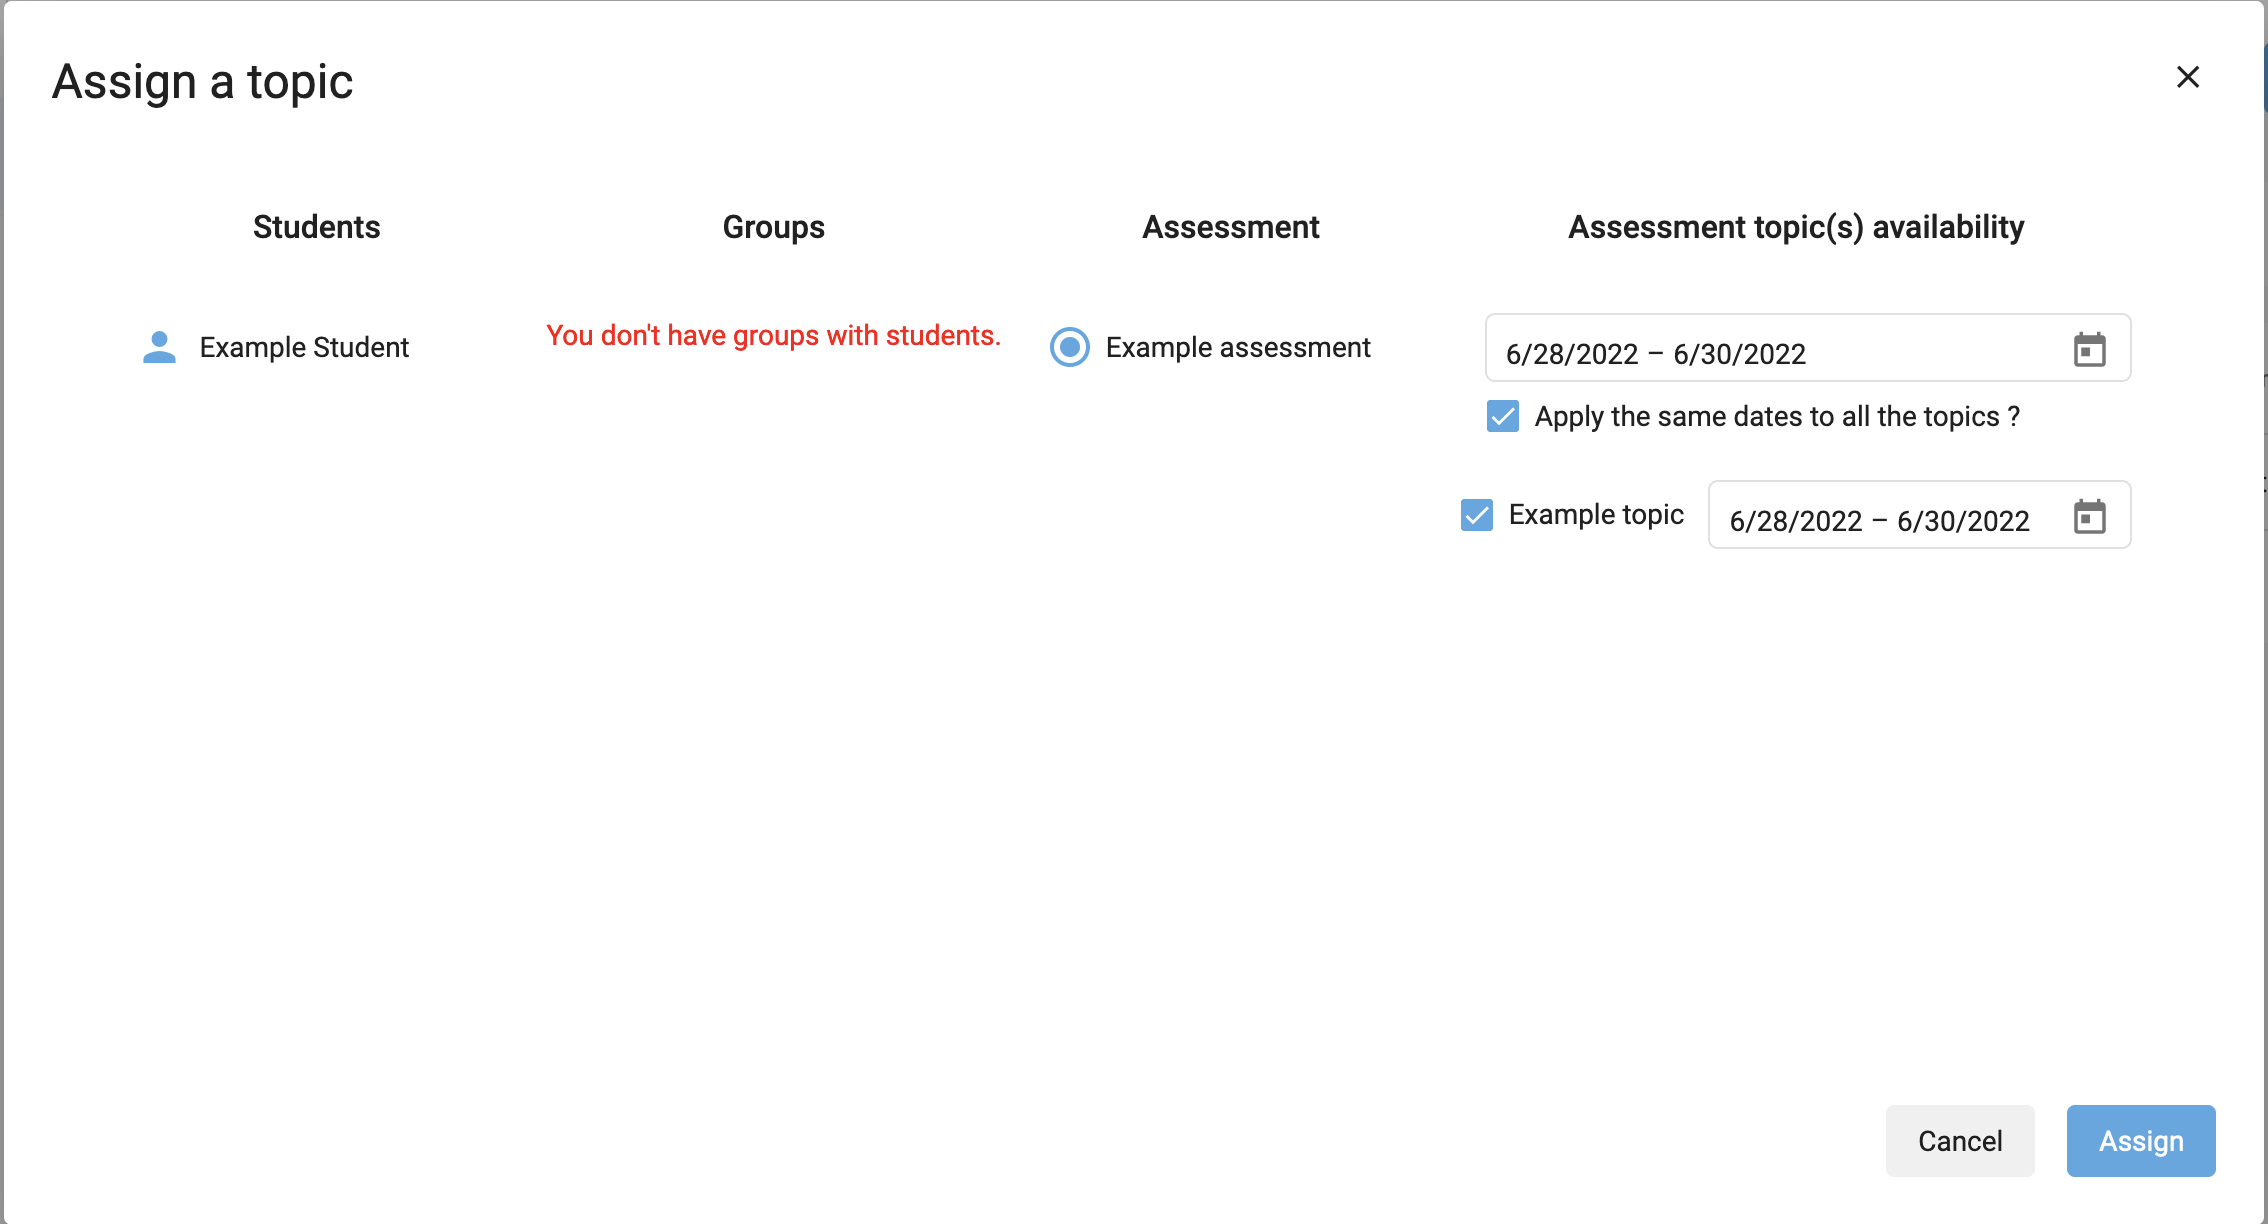 Assign a topic
Students
Groups
Assessment
Assessment topic(s) availability
Example Student
You don't have groups with students.
Example assessment
6/28/2022 – 6/30/2022
Apply the same dates to all the topics ?
Example topic
6/28/2022 – 6/30/2022
Cancel
Assign